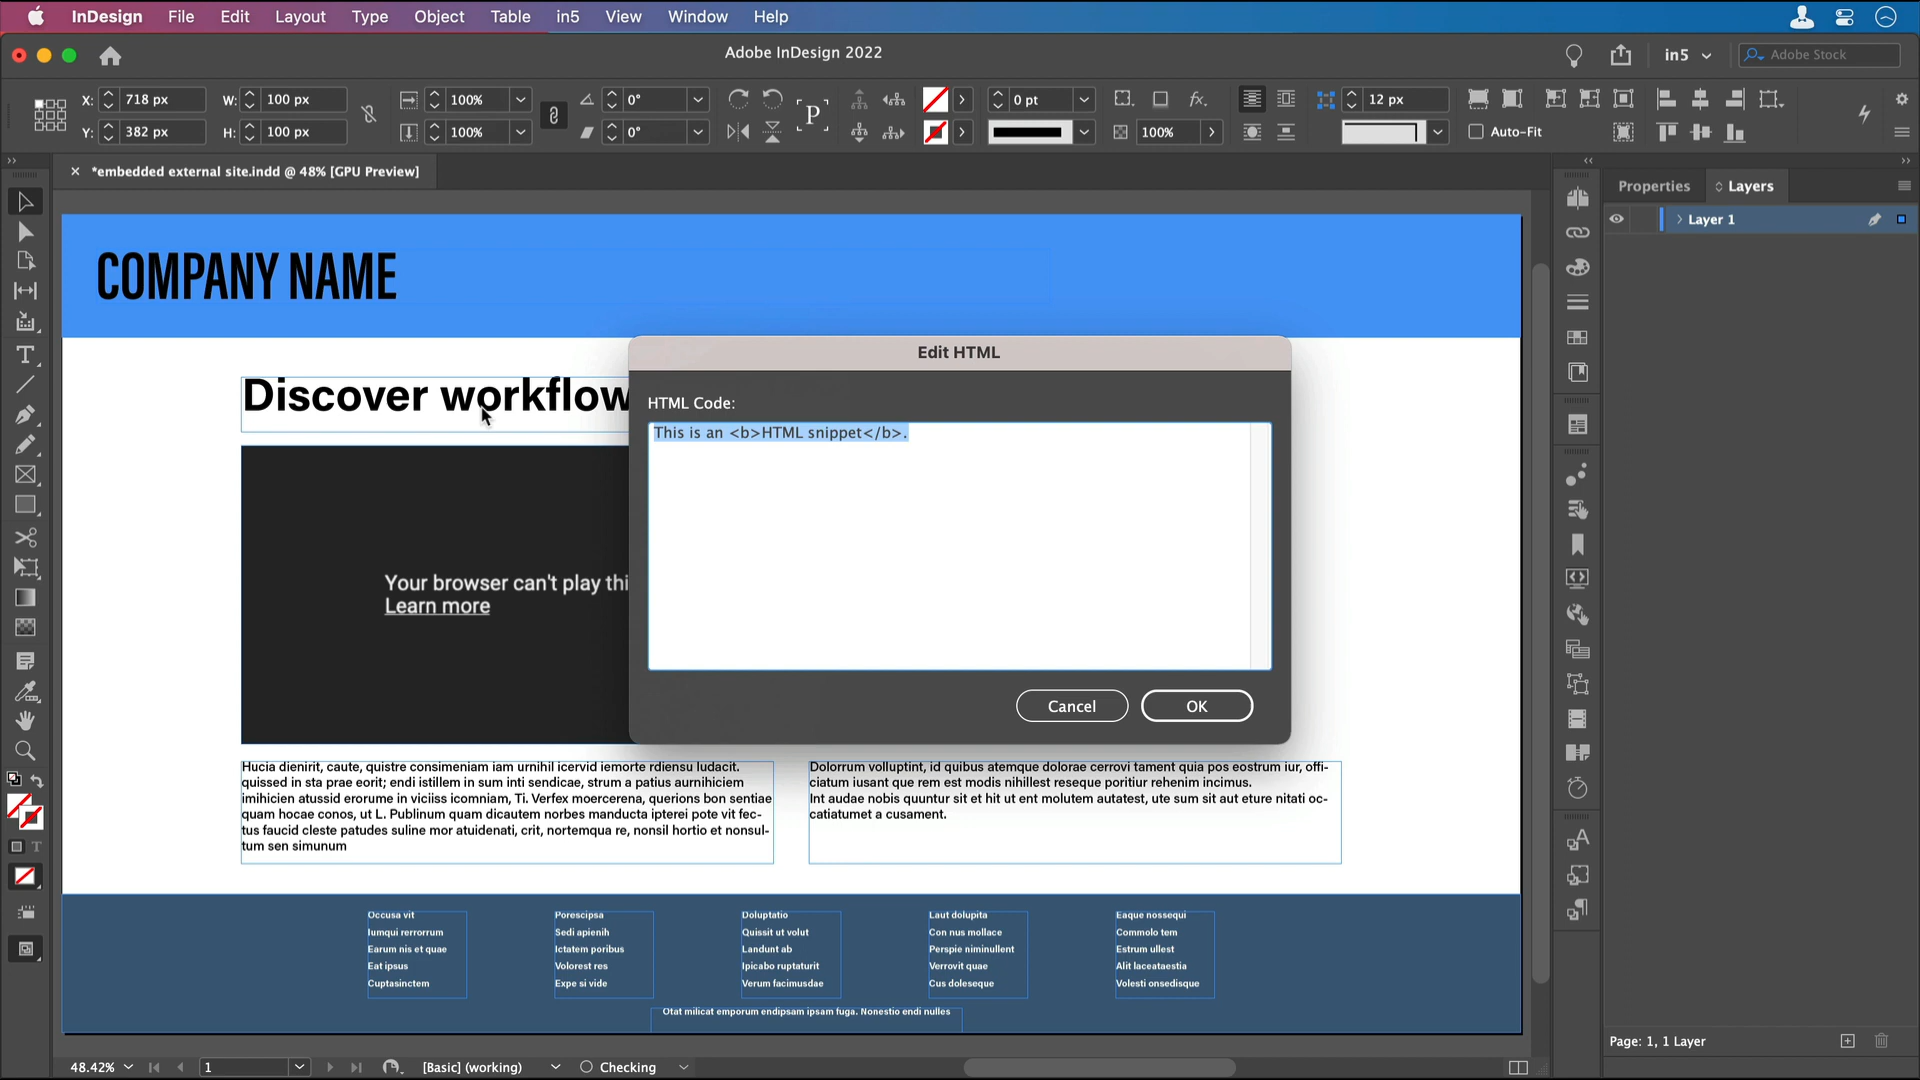 InDesign File Edit Layout Type Object Table in5 View Window Help
Adobe InDesign 2022
in5
Adobe Stock
X: 718 px W: 100 px 100% 0° 0 pt 12 px
Y: 382 px H: 100 px 100% 0° 100% Auto-Fit
*embedded external site.indd @ 48% [GPU Preview]
Properties
Layers
Layer 1
COMPANY NAME
Discover workflow
Edit HTML
HTML Code:
This is an <b>HTML snippet</b>.
Cancel
OK
Your browser can't play thi
Learn more
Hucia dienirit, caute, quistre consimeniam iam urnihil icervid iemorte rdiensu ludacit.
quissed in sta prae eorit; endi istillem in sum inti sendicae, strum a patius aurnihiciem
imihicien atussid erorume in viciiss icomniam, Ti. Verfex moercerena, querions bon sentiae
quam hocae conos, ut L. Publinum quam dicautem norbes manducta ipterei pote vit fec-
tus faucid cleste patudes suline mor atuidenati, crit, nortemqua re, nonsil hortio et nonsul-
tum sen simunum
Dolorrum volluptint, id quibus atemque dolorae cerrovi tament quia pos eostrum iur, offi-
ciatum iusant que rem est modis nihillest reseque poritiur rehenim incimus.
Int audae nobis quuntur sit et hit ut ent molutem autatest, ute sum sit aut eture nitati oc-
catiatumet a cusament.
Occusa vit
Iumqui rerrorrum
Earum nis et quae
Eat ipsus
Cuptasinctem
Porescipsa
Sedi apienih
Ictatem poribus
Volorest res
Expe si vide
Doluptatio
Quissit ut volut
Landunt ab
Ipicabo ruptaturit
Verum facimusdae
Laut dolupita
Con nus mollace
Perspie niminullent
Verrovit quae
Cus doleseque
Eaque nossequi
Commolo tem
Estrum ullest
Alit laceataestia
Volesti onsedisque
Otat milicat emporum endipsam ipsam fuga. Nonestio endi nulles
48.42% 1 [Basic] (working) Checking
Page: 1, 1 Layer